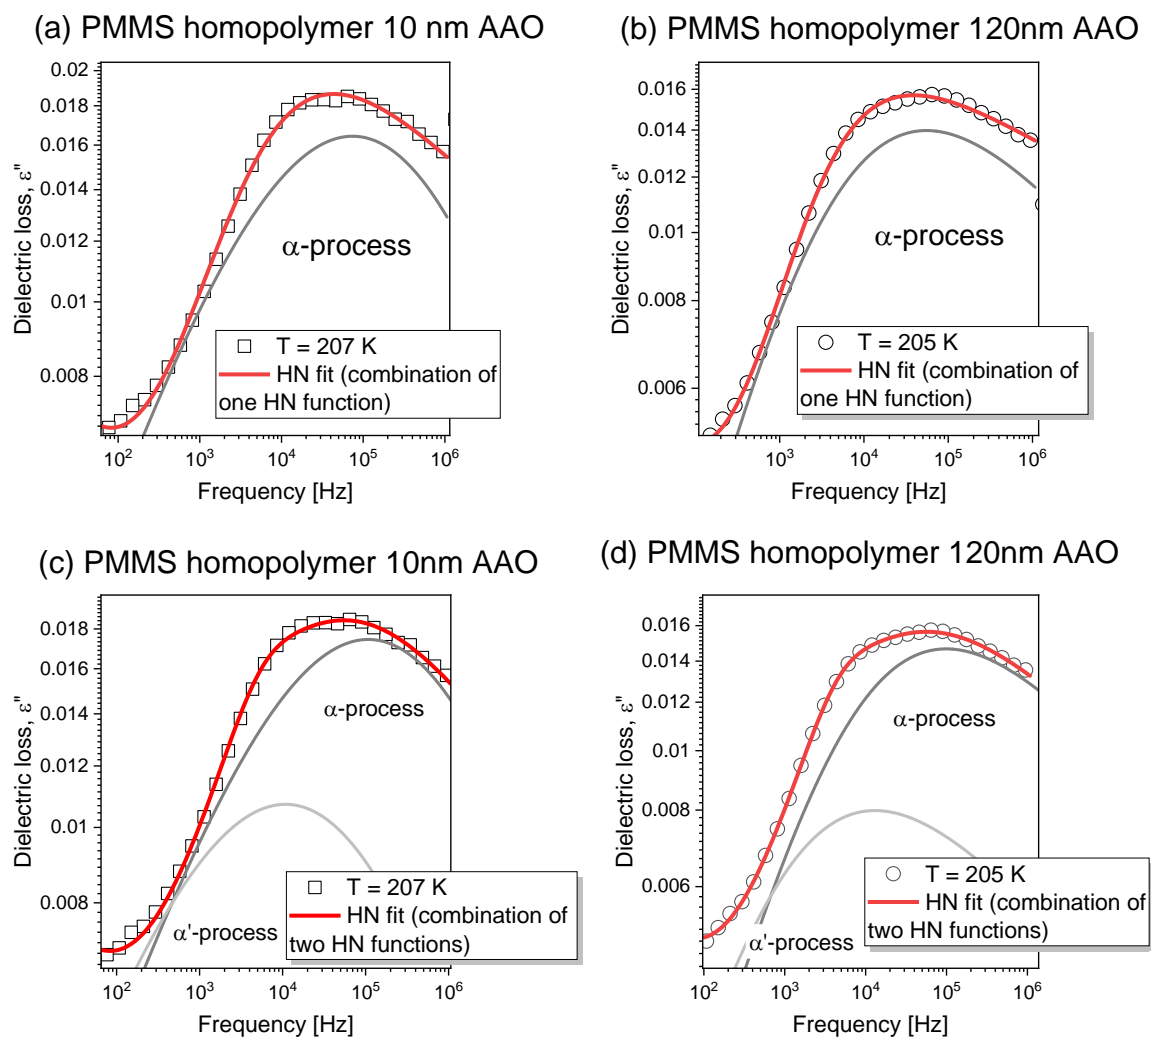 (a) PMMS homopolymer 10 nm AAO
0.02
0.018
0.016
0.014
0.012
0.01
0.008
Dielectric loss, ε"
α-process
T = 207 K
HN fit (combination of
one HN function)
10² 10³ 10⁴ 10⁵ 10⁶
Frequency [Hz]
(b) PMMS homopolymer 120nm AAO
0.016
0.014
0.012
0.01
0.008
0.006
Dielectric loss, ε"
α-process
T = 205 K
HN fit (combination of
one HN function)
10³ 10⁴ 10⁵ 10⁶
Frequency [Hz]
(c) PMMS homopolymer 10nm AAO
0.018
0.016
0.014
0.012
0.01
0.008
Dielectric loss, ε"
α-process
α'-process
T = 207 K
HN fit (combination of
two HN functions)
10² 10³ 10⁴ 10⁵ 10⁶
Frequency [Hz]
(d) PMMS homopolymer 120nm AAO
0.016
0.014
0.012
0.01
0.008
0.006
Dielectric loss, ε"
α-process
α'-process
T = 205 K
HN fit (combination of
two HN functions)
10² 10³ 10⁴ 10⁵ 10⁶
Frequency [Hz]